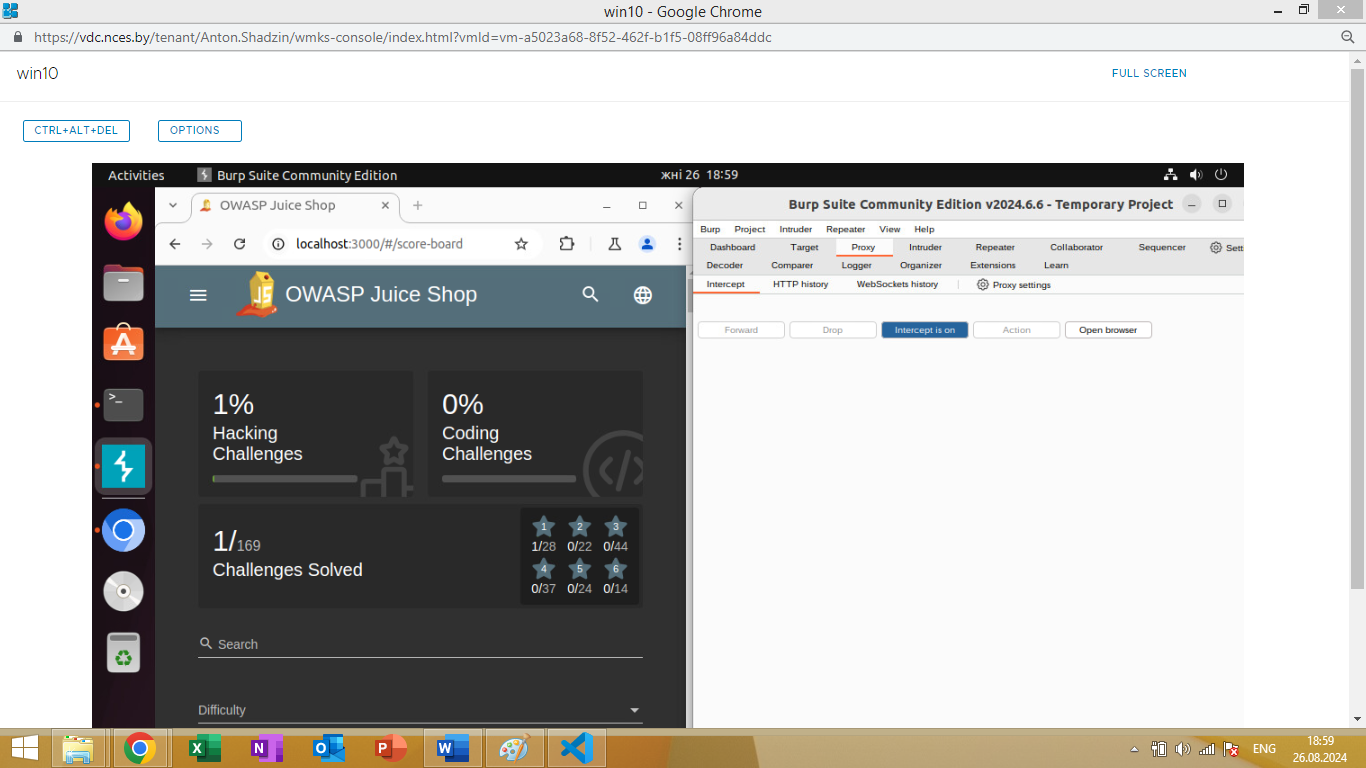 win10 - Google Chrome
https://vdc.nces.by/tenant/Anton.Shadzin/wmks-console/index.html?vmId=vm-a5023a68-8f52-462f-b1f5-08ff96a84ddc
win10
FULL SCREEN
CTRL+ALT+DEL
OPTIONS
Activities
Burp Suite Community Edition
жні 26 18:59
OWASP Juice Shop
localhost:3000/#/score-board
OWASP Juice Shop
1%
Hacking
Challenges
0%
Coding
Challenges
1/169
Challenges Solved
1 2 3
1/28 0/22 0/44
4 5 6
0/37 0/24 0/14
Search
Difficulty
Burp Suite Community Edition v2024.6.6 - Temporary Project
Burp Project Intruder Repeater View Help
Dashboard Target Proxy Intruder Repeater Collaborator Sequencer Sett
Decoder Comparer Logger Organizer Extensions Learn
Intercept HTTP history WebSockets history Proxy settings
Forward Drop Intercept is on Action Open browser
ENG
18:59
26.08.2024